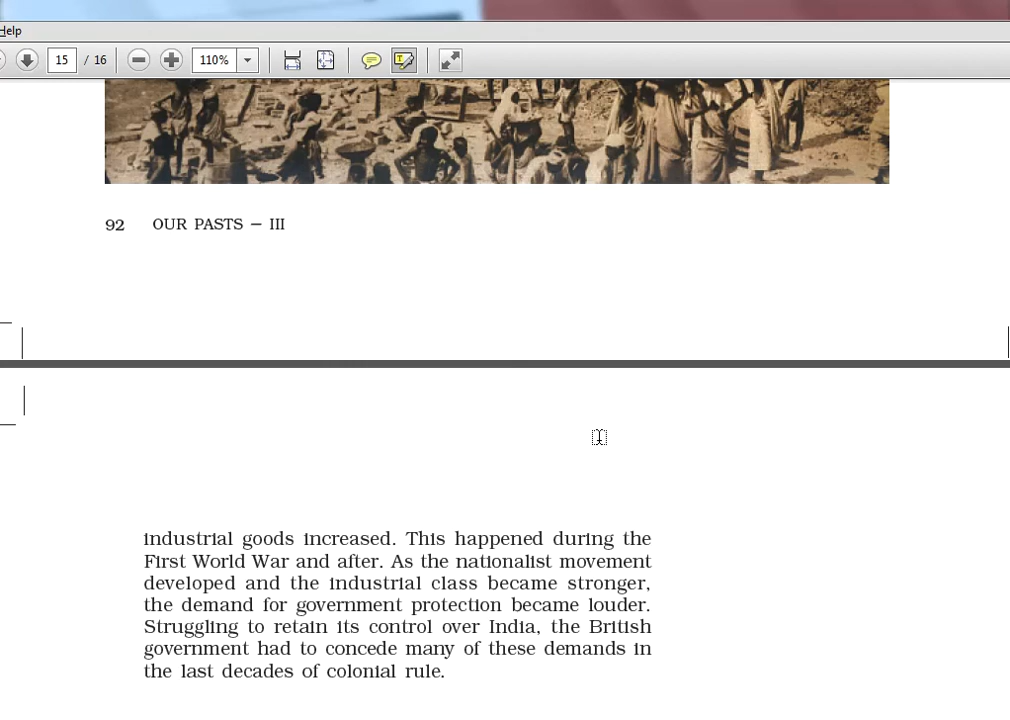 Help
15 / 16 110%
92 OUR PASTS – III
industrial goods increased. This happened during the
First World War and after. As the nationalist movement
developed and the industrial class became stronger,
the demand for government protection became louder.
Struggling to retain its control over India, the British
government had to concede many of these demands in
the last decades of colonial rule.